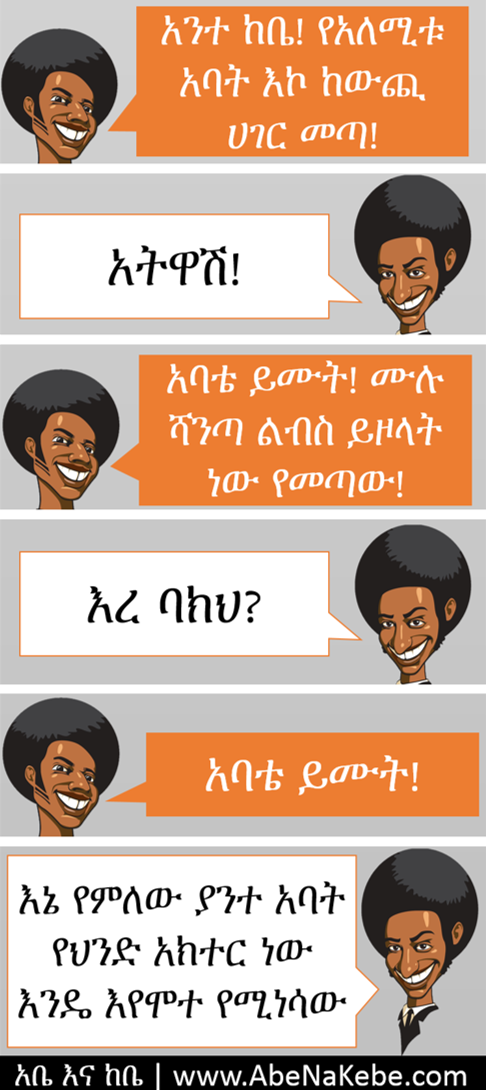 አንተ ከቤ! የአለሚቱ
አባት እኮ ከውጪ
ሀገር መጣ!
አትዋሽ!
አባቴ ይሙት! ሙሉ
ሻንጣ ልብስ ይዞላት
ነው የመጣው!
እረ ባክህ?
አባቴ ይሙት!
እኔ የምለው ያንተ አባት
የህንድ አክተር ነው
እንዴ እየሞተ የሚነሳው
አቤ እና ከቤ | www.AbeNaKebe.com